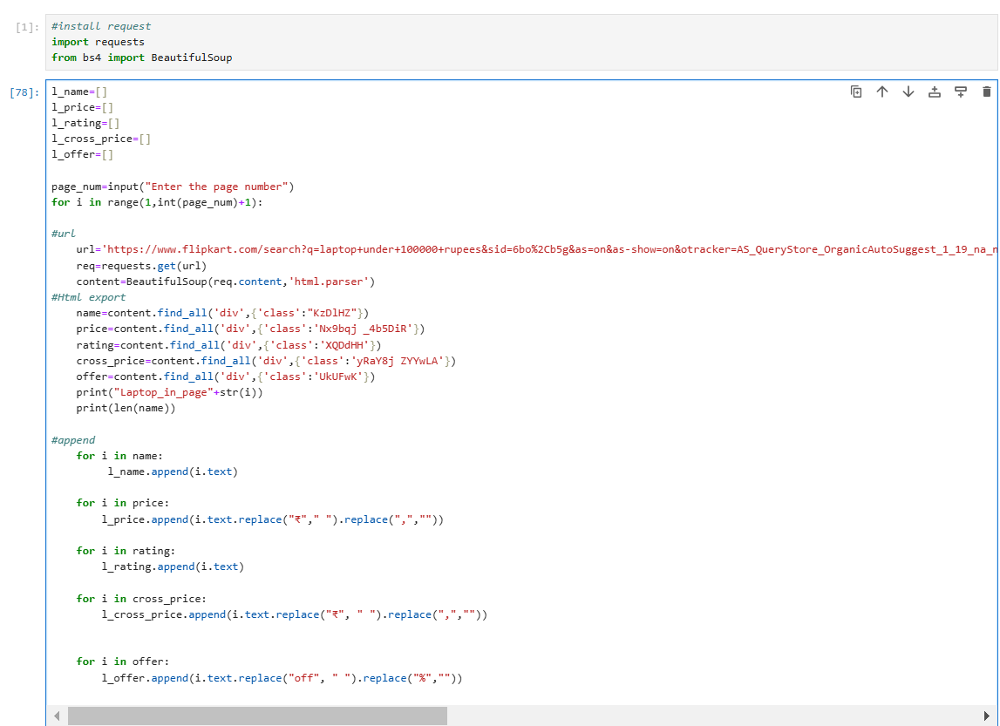 [1]:
#install request
import requests
from bs4 import BeautifulSoup
[78]:
l_name=[]
l_price=[]
l_rating=[]
l_cross_price=[]
l_offer=[]
page_num=input("Enter the page number")
for i in range(1,int(page_num)+1):
#url
url='https://www.flipkart.com/search?q=laptop+under+100000+rupees&sid=6bo%2Cb5g&as=on&as-show=on&otracker=AS_QueryStore_OrganicAutoSuggest_1_19_na_n
req=requests.get(url)
content=BeautifulSoup(req.content,'html.parser')
#Html export
name=content.find_all('div',{'class':"KzDlHZ"})
price=content.find_all('div',{'class':'Nx9bqj _4b5DiR'})
rating=content.find_all('div',{'class':'XQDdHH'})
cross_price=content.find_all('div',{'class':'yRaY8j ZYYwLA'})
offer=content.find_all('div',{'class':'UkUFwK'})
print("Laptop_in_page"+str(i))
print(len(name))
#append
for i in name:
l_name.append(i.text)
for i in price:
l_price.append(i.text.replace("₹"," ").replace(",",""))
for i in rating:
l_rating.append(i.text)
for i in cross_price:
l_cross_price.append(i.text.replace("₹", " ").replace(",",""))
for i in offer:
l_offer.append(i.text.replace("off", " ").replace("%",""))